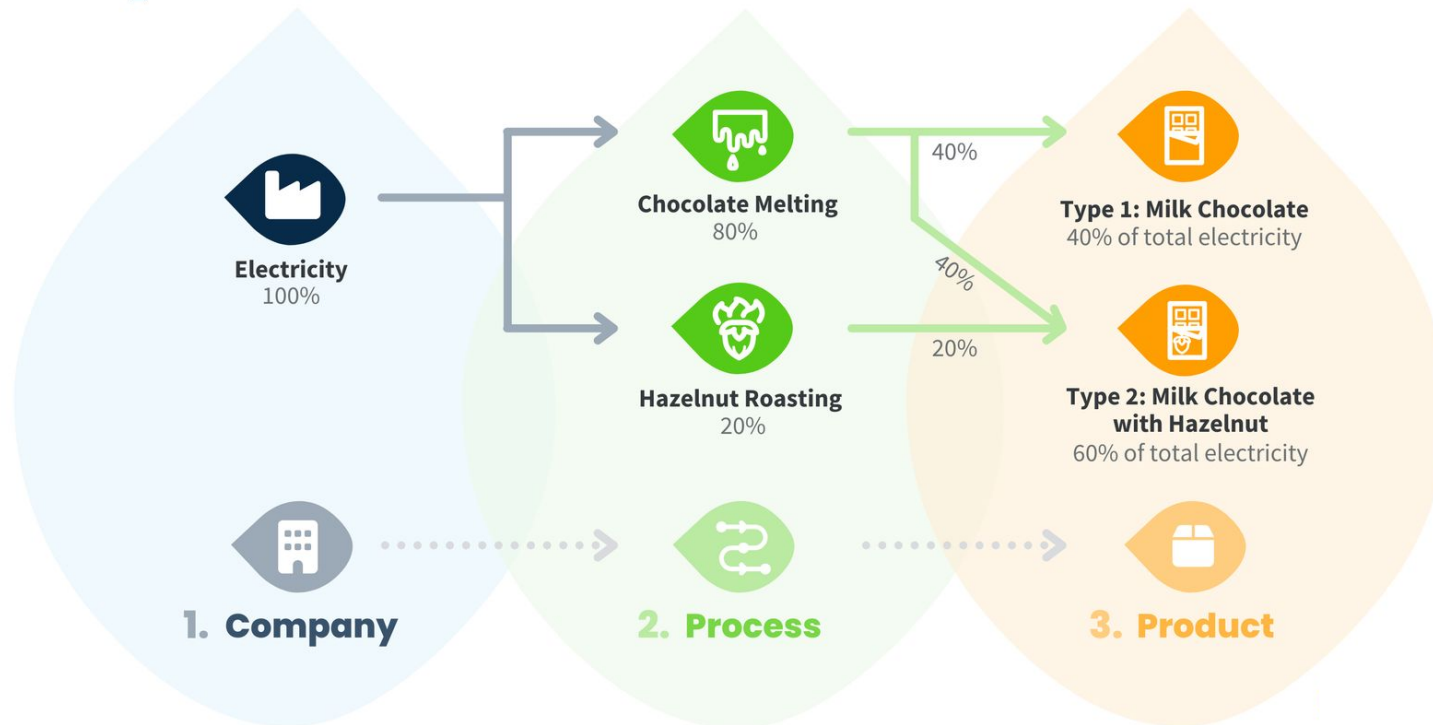 Electricity
100%
Chocolate Melting
80%
Hazelnut Roasting
20%
40%
40%
20%
Type 1: Milk Chocolate
40% of total electricity
Type 2: Milk Chocolate
with Hazelnut
60% of total electricity
1. Company
2. Process
3. Product